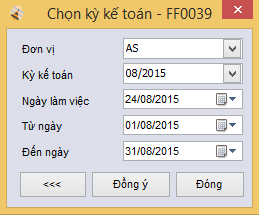 Chọn kỳ kế toán - FF0039
Đơn vị AS
Kỳ kế toán 08/2015
Ngày làm việc 24/08/2015
Từ ngày 01/08/2015
Đến ngày 31/08/2015
<<< Đồng ý Đóng